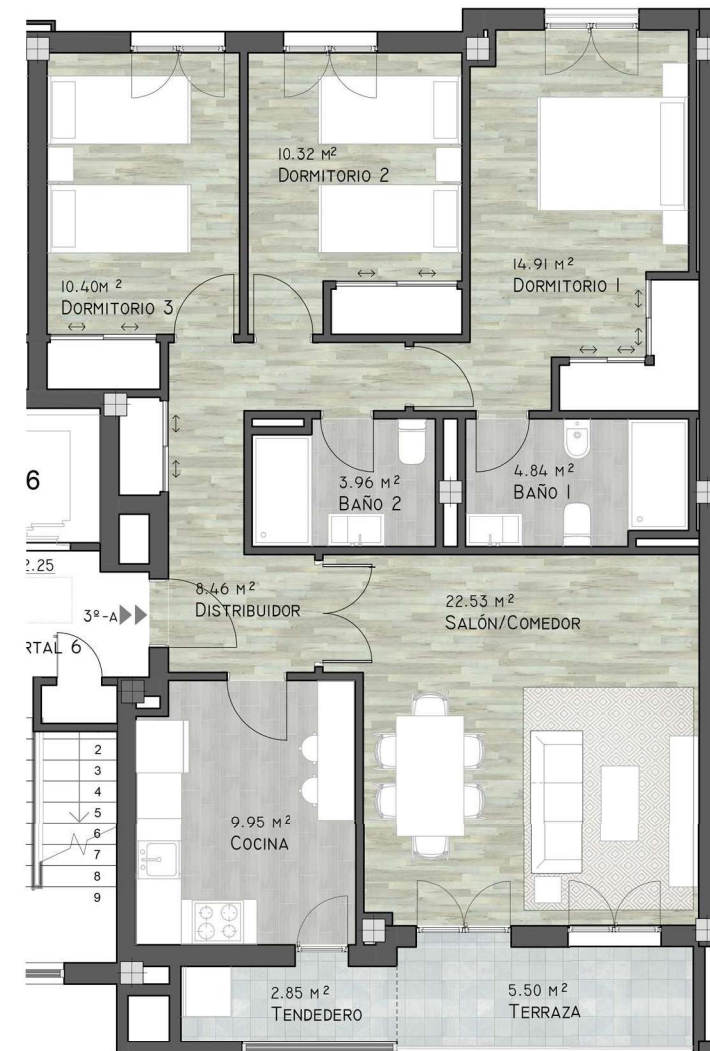 10.32 M²
DORMITORIO 2
14.91 M²
DORMITORIO 1
10.40M ²
DORMITORIO 3
6
3.96 M²
BAÑO 2
4.84 M²
BAÑO 1
2.25
8.46 M²
DISTRIBUIDOR
22.53 M²
SALÓN/COMEDOR
3º-A
RTAL 6
2
3
4
5
6
7
8
9
9.95 M²
COCINA
2.85 M²
TENDEDERO
5.50 M²
TERRAZA